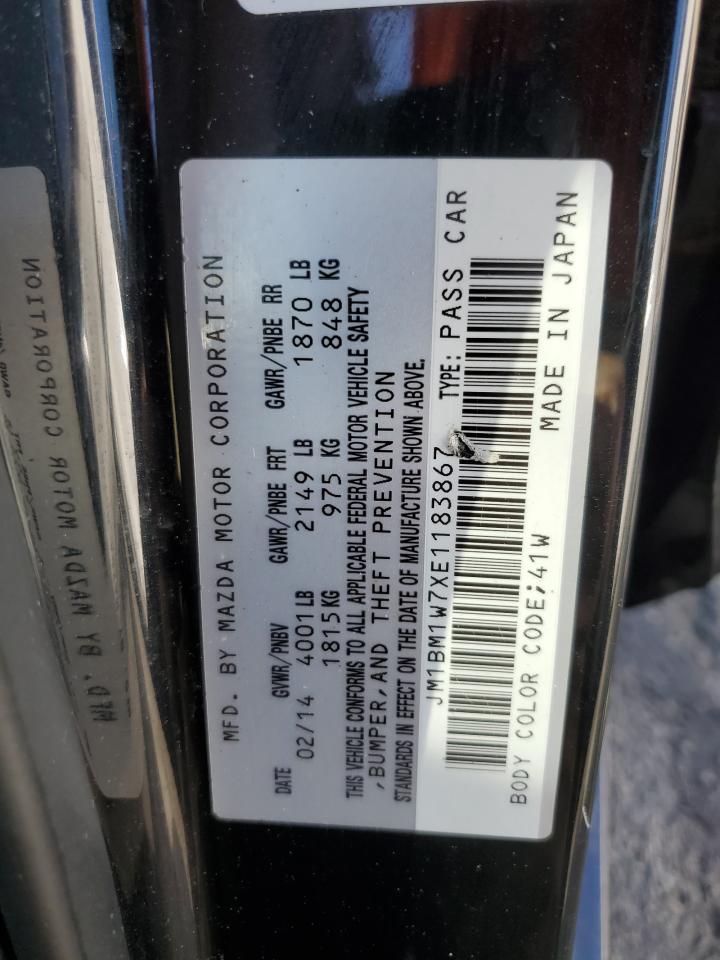 MFD. BY MAZDA MOTOR CORPORATION
DATE GVWR/PNBV GAWR/PNBE FRT GAWR/PNBE RR
02/14 4001LB 2149 LB 1870 LB
1815KG 975 KG 848 KG
THIS VEHICLE CONFORMS TO ALL APPLICABLE FEDERAL MOTOR VEHICLE SAFETY
,BUMPER,AND THEFT PREVENTION
STANDARDS IN EFFECT ON THE DATE OF MANUFACTURE SHOWN ABOVE.
JM1BM1W7XE1183867 TYPE: PASS CAR
BODY COLOR CODE;41W MADE IN JAPAN
MFD. BY MAZDA MOTOR CORPORATION